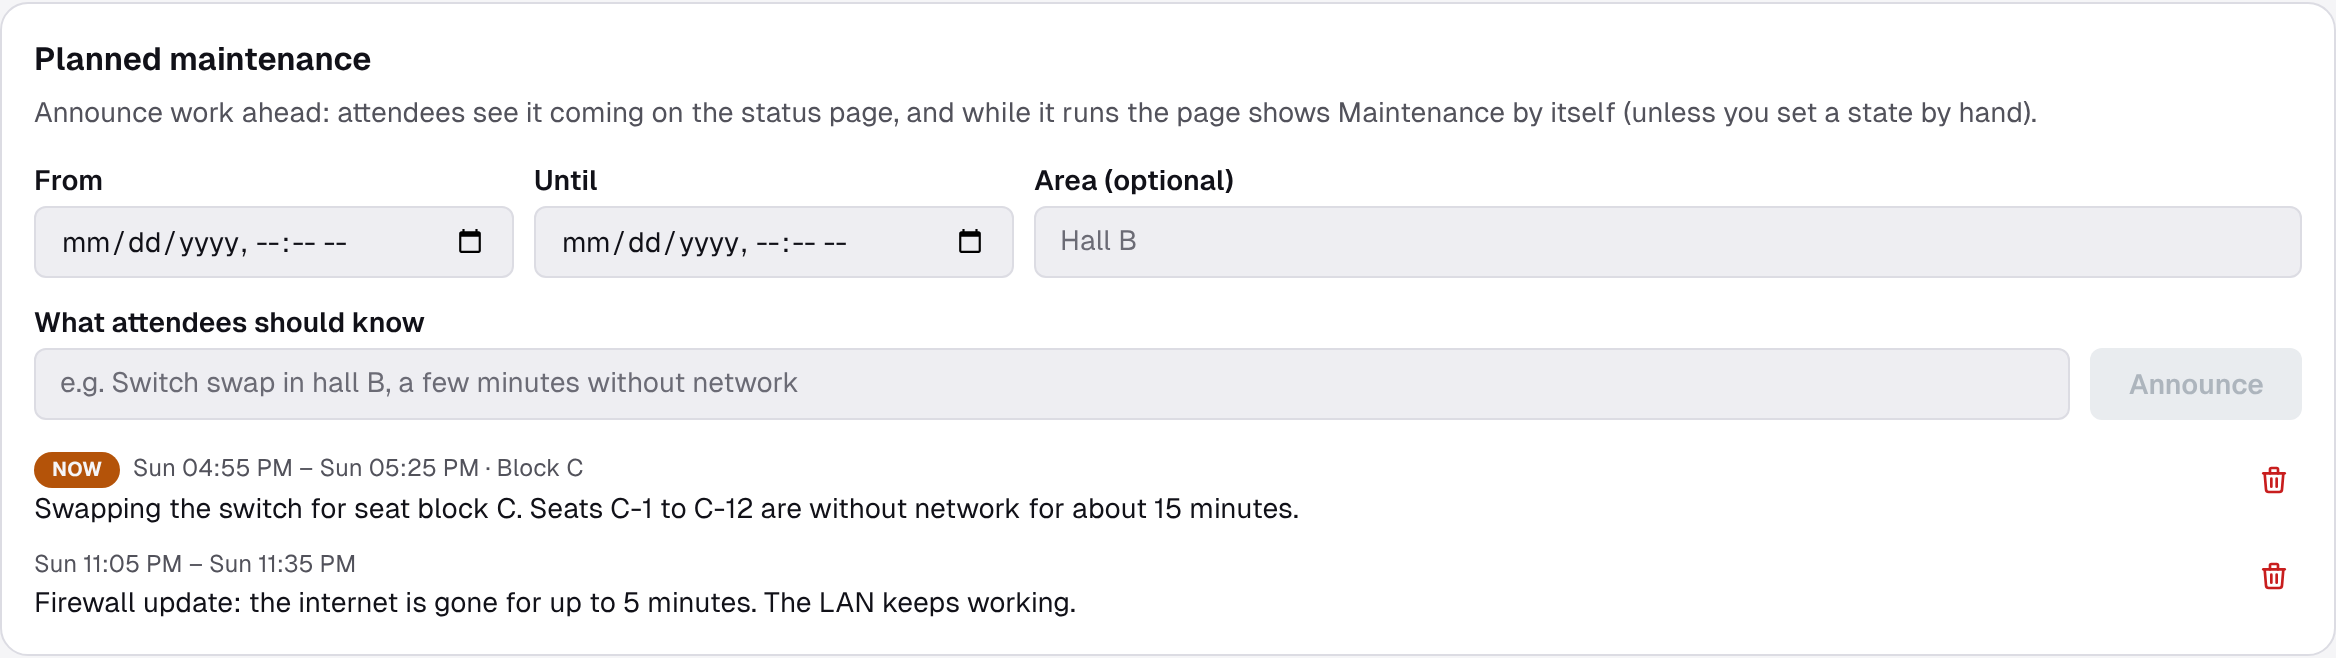 Planned maintenance
Announce work ahead: attendees see it coming on the status page, and while it runs the page shows Maintenance by itself (unless you set a state by hand).
From
Until
Area (optional)
mm/dd/yyyy, --:-- --
mm/dd/yyyy, --:-- --
Hall B
What attendees should know
e.g. Switch swap in hall B, a few minutes without network
Announce
NOW Sun 04:55 PM – Sun 05:25 PM · Block C
Swapping the switch for seat block C. Seats C-1 to C-12 are without network for about 15 minutes.
Sun 11:05 PM – Sun 11:35 PM
Firewall update: the internet is gone for up to 5 minutes. The LAN keeps working.